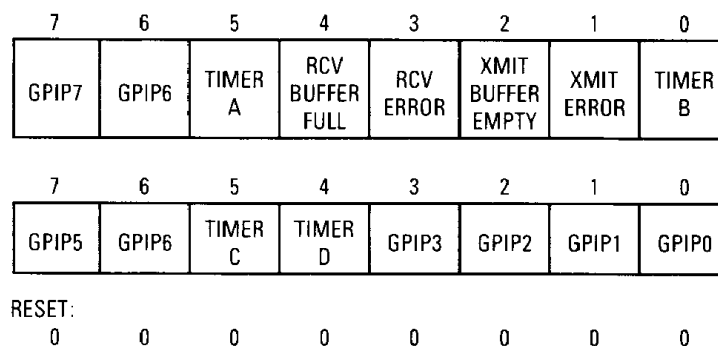 7 6 5 4 3 2 1 0
GPIP7 GPIP6 TIMER A RCV BUFFER FULL RCV ERROR XMIT BUFFER EMPTY XMIT ERROR TIMER B
7 6 5 4 3 2 1 0
GPIP5 GPIP6 TIMER C TIMER D GPIP3 GPIP2 GPIP1 GPIP0
RESET:
0 0 0 0 0 0 0 0